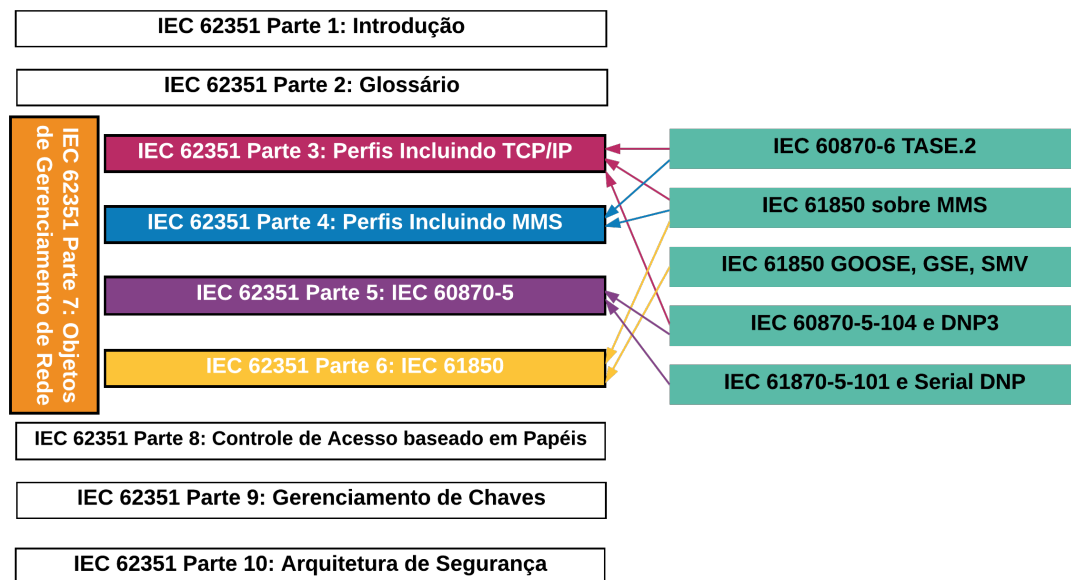 IEC 62351 Parte 1: Introdução
IEC 62351 Parte 2: Glossário
IEC 62351 Parte 7: Objetos
de Gerenciamento de Rede
IEC 62351 Parte 3: Perfis Incluindo TCP/IP
IEC 62351 Parte 4: Perfis Incluindo MMS
IEC 62351 Parte 5: IEC 60870-5
IEC 62351 Parte 6: IEC 61850
IEC 60870-6 TASE.2
IEC 61850 sobre MMS
IEC 61850 GOOSE, GSE, SMV
IEC 60870-5-104 e DNP3
IEC 61870-5-101 e Serial DNP
IEC 62351 Parte 8: Controle de Acesso baseado em Papéis
IEC 62351 Parte 9: Gerenciamento de Chaves
IEC 62351 Parte 10: Arquitetura de Segurança